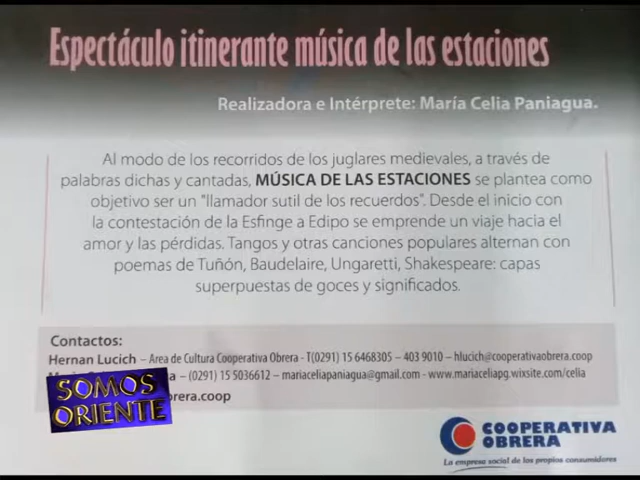 Espectáculo itinerante música de las estaciones
Realizadora e Intérprete: María Celia Paniagua.
Al modo de los recorridos de los juglares medievales, a través de
palabras dichas y cantadas, MÚSICA DE LAS ESTACIONES se plantea como
objetivo ser un "llamador sutil de los recuerdos". Desde el inicio con
la contestación de la Esfinge a Edipo se emprende un viaje hacia el
amor y las pérdidas. Tangos y otras canciones populares alternan con
poemas de Tuñón, Baudelaire, Ungaretti, Shakespeare: capas
superpuestas de goces y significados.
Contactos:
Hernan Lucich – Area de Cultura Cooperativa Obrera - T(0291) 15 6468305 – 403 9010 – hlucich@cooperativaobrera.coop
– (0291) 15 5036612 – mariaceliapaniagua@gmail.com - www.mariaceliapg.wixsite.com/celia
brera.coop
SOMOS
ORIENTE
COOPERATIVA
OBRERA
La empresa social de los propios consumidores